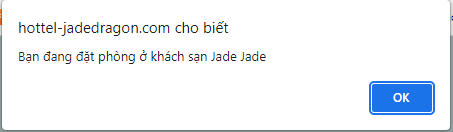 hottel-jadedragon.com cho biết
Bạn đang đặt phòng ở khách sạn Jade Jade
OK